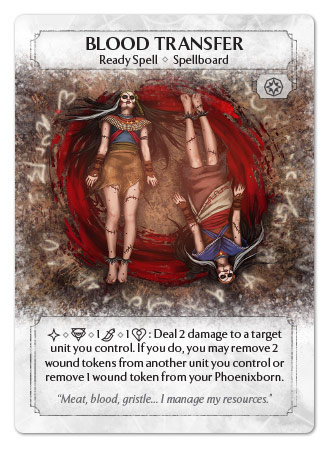 BLOOD TRANSFER
Ready Spell ◇ Spellboard
◇ ◇ 1 ◇ 1 : Deal 2 damage to a target
unit you control. If you do, you may remove 2
wound tokens from another unit you control or
remove 1 wound token from your Phoenixborn.
"Meat, blood, gristle... I manage my resources."